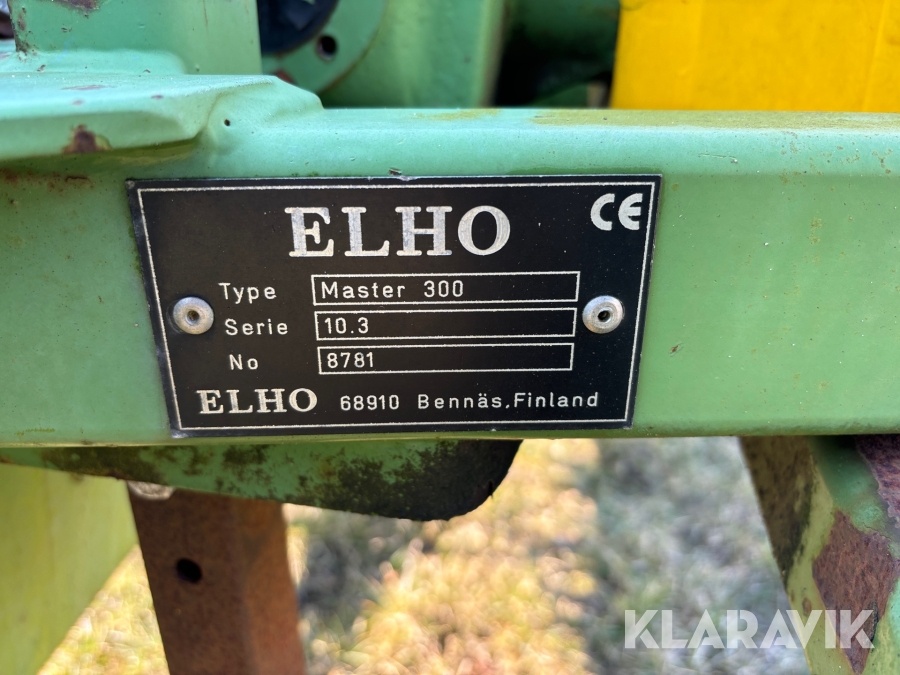 ELHO CE
Type Master 300
Serie 10.3
No 8781
ELHO 68910 Bennäs, Finland
KLARAVIK